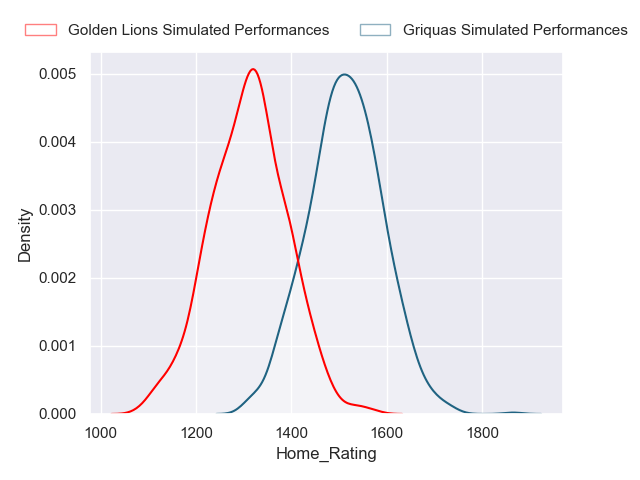 Golden Lions Simulated Performances
Griquas Simulated Performances
0.005
0.004
0.003
0.002
0.001
0.000
Density
1000
1200
1400
1600
1800
Home_Rating